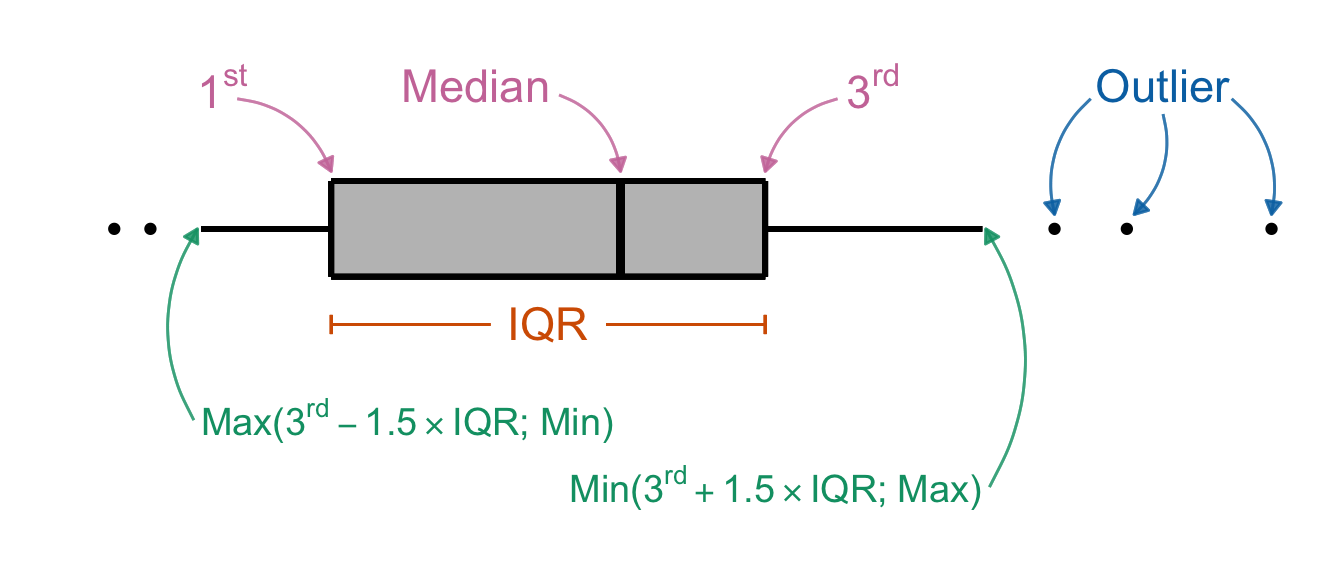 1st
Median
3rd
Outlier
IQR
Max(3rd − 1.5 × IQR; Min)
Min(3rd + 1.5 × IQR; Max)